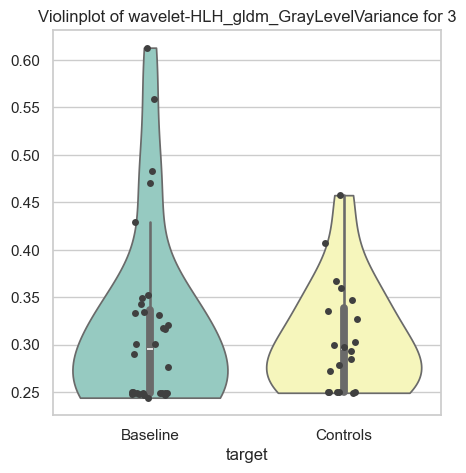 Violinplot of wavelet-HLH_gldm_GrayLevelVariance for 3
0.60
0.55
0.50
0.45
0.40
0.35
0.30
0.25
Baseline
Controls
target